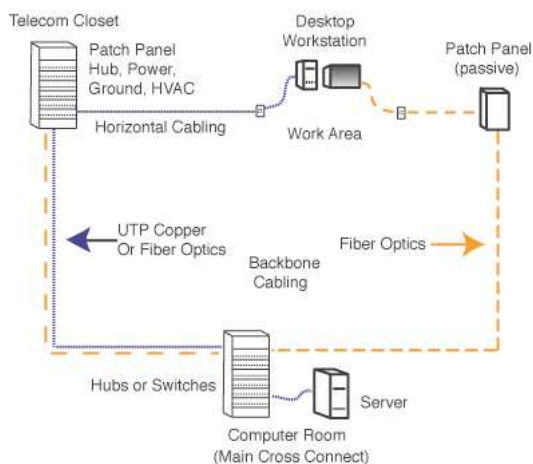 Telecom Closet
Patch Panel
Hub, Power,
Ground, HVAC
Horizontal Cabling
Desktop
Workstation
Work Area
Patch Panel
(passive)
UTP Copper
Or Fiber Optics
Backbone
Cabling
Fiber Optics
Hubs or Switches
Server
Computer Room
(Main Cross Connect)